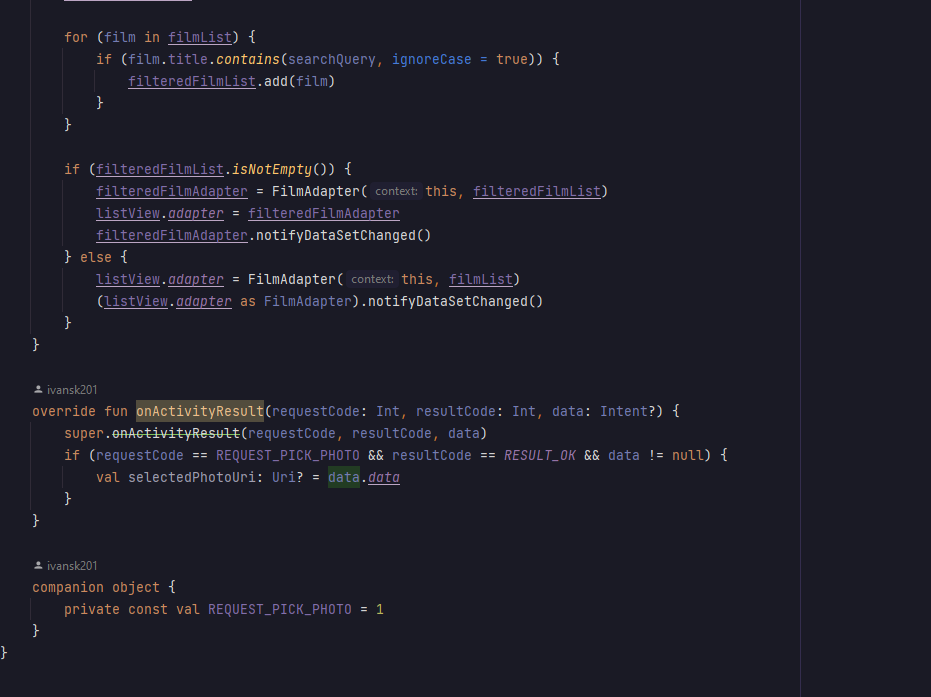 for (film in filmList) {
if (film.title.contains(searchQuery, ignoreCase = true)) {
filteredFilmList.add(film)
}
}
if (filteredFilmList.isNotEmpty()) {
filteredFilmAdapter = FilmAdapter( context: this, filteredFilmList)
listView.adapter = filteredFilmAdapter
filteredFilmAdapter.notifyDataSetChanged()
} else {
listView.adapter = FilmAdapter( context: this, filmList)
(listView.adapter as FilmAdapter).notifyDataSetChanged()
}
}
ivansk201
override fun onActivityResult(requestCode: Int, resultCode: Int, data: Intent?) {
super.onActivityResult(requestCode, resultCode, data)
if (requestCode == REQUEST_PICK_PHOTO && resultCode == RESULT_OK && data != null) {
val selectedPhotoUri: Uri? = data.data
}
}
ivansk201
companion object {
private const val REQUEST_PICK_PHOTO = 1
}
}